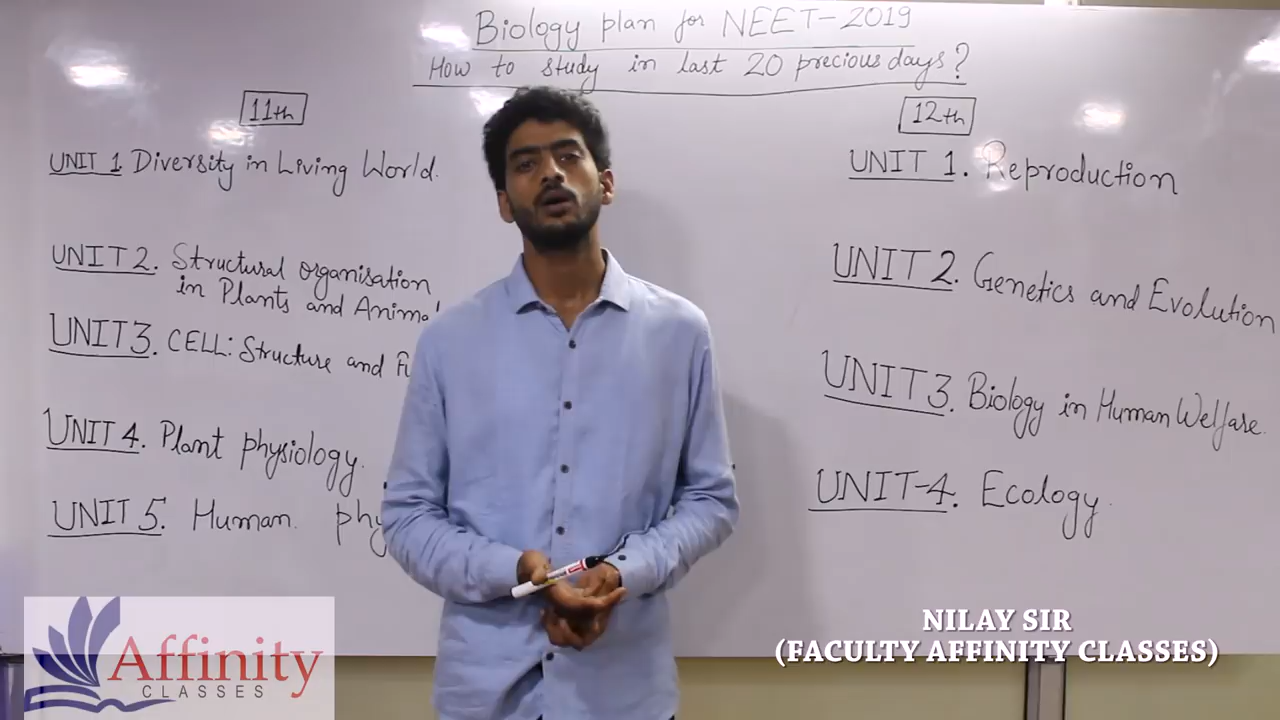 Biology plan for NEET-2019
How to study in last 20 precious days?
11th
UNIT 1 Diversity in Living World.
UNIT 2. Structural organisation
in Plants and Animal
UNIT 3. CELL: Structure and Fu
UNIT 4. Plant physiology.
UNIT 5. Human. phy
12th
UNIT 1. Reproduction
UNIT 2. Genetics and Evolution
UNIT 3. Biology in Human Welfare.
UNIT-4. Ecology.
Affinity
CLASSES
NILAY SIR
(FACULTY AFFINITY CLASSES)